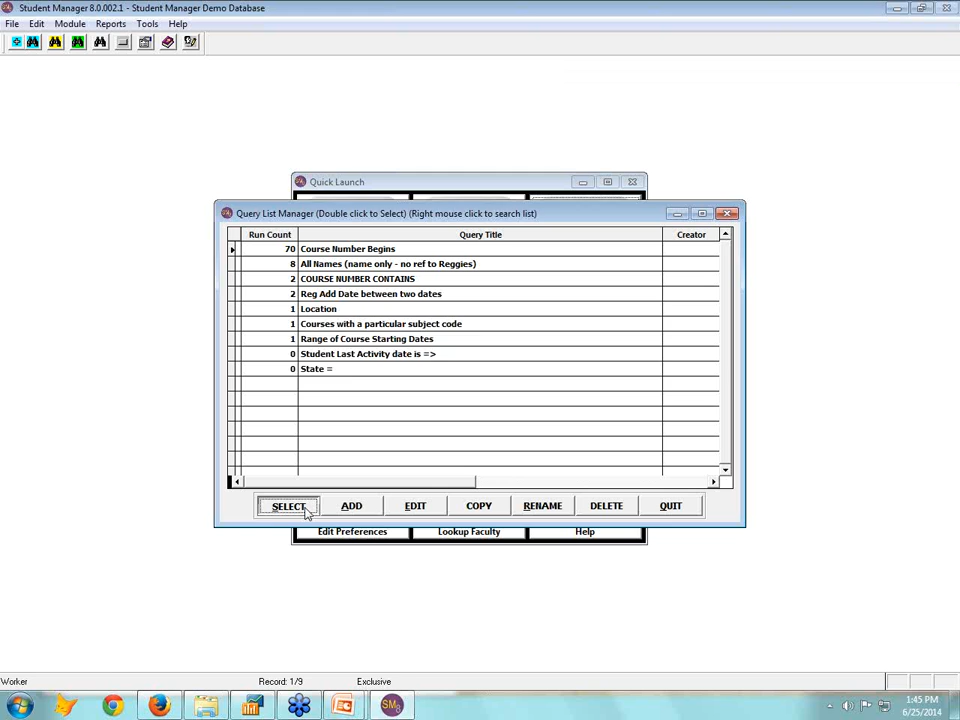 Student Manager 8.0.002.1 - Student Manager Demo Database
File Edit Module Reports Tools Help
Quick Launch
Query List Manager (Double click to Select) (Right mouse click to search list)
Run Count Query Title Creator
70 Course Number Begins
8 All Names (name only - no ref to Reggies)
2 COURSE NUMBER CONTAINS
2 Reg Add Date between two dates
1 Location
1 Courses with a particular subject code
1 Range of Course Starting Dates
0 Student Last Activity date is =>
0 State =
SELECT ADD EDIT COPY RENAME DELETE QUIT
Edit Preferences Lookup Faculty Help
Worker Record: 1/9 Exclusive
SM8
1:45 PM
6/25/2014